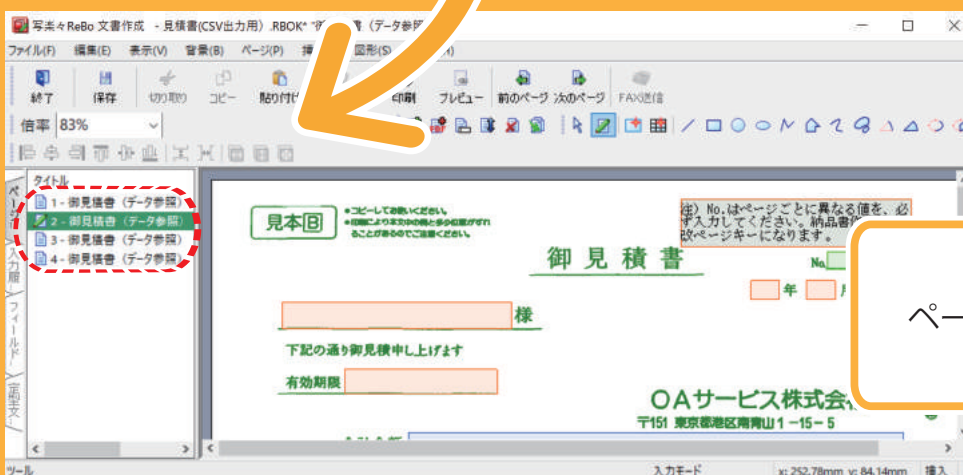 写楽々ReBo 文書作成 - 見積書(CSV出力用) .RBOK*
ファイル(F) 編集(E) 表示(V) 背景(B) ページ(P) 図形(S)
終了 保存 切り取り コピー 貼り付け 印刷 プレビュー 前のページ 次のページ FAX送信
倍率 83%
タイトル
1 - 御見積書 (データ参照)
2 - 御見積書 (データ参照)
3 - 御見積書 (データ参照)
4 - 御見積書 (データ参照)
フィールド
定型文
見本B
●コピーしてお使いください。
●印刷により本文中の例と多少位置がずれ
ることがあるのでご注意ください。
注) No.はページごとに異なる値を、必
ず入力してください。納品書
改ページキーになります。
御見積書
No.
年
様
下記の通り御見積申し上げます
有効期限
OAサービス株式会
〒151 東京都港区南青山1-15-5
ペー
ツール
入力モード
x: 252.78mm y: 84.14mm 挿入